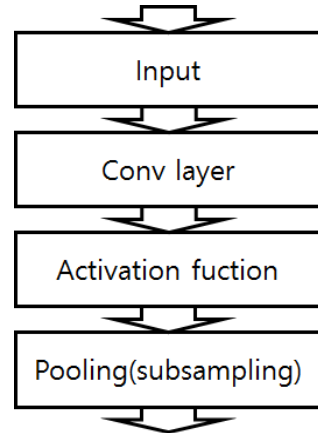 Input
Conv layer
Activation fuction
Pooling(subsampling)